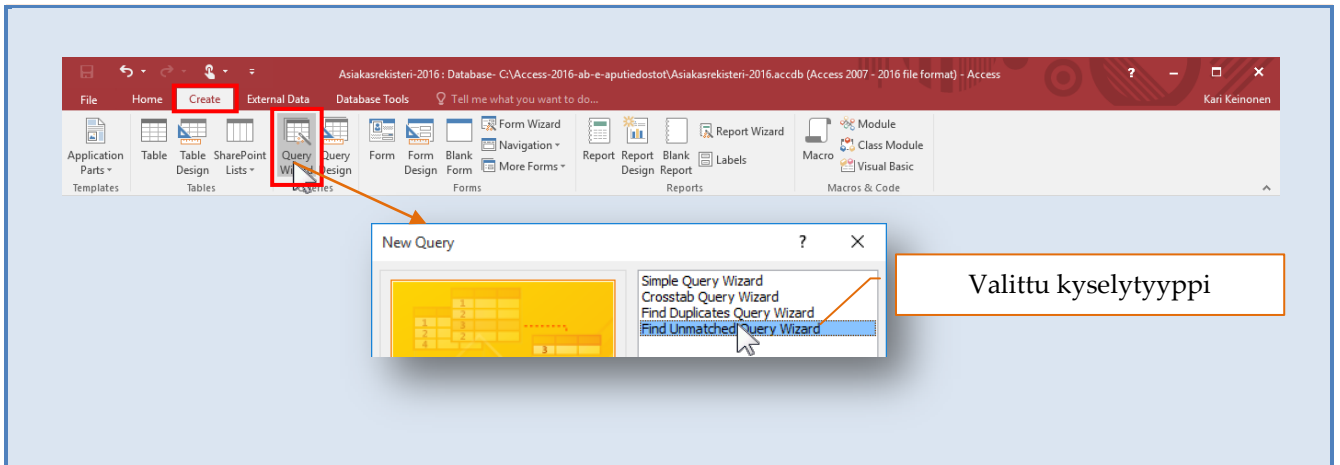 Asiakasrekisteri-2016 : Database- C:\Access-2016-ab-e-aputiedostot\Asiakasrekisteri-2016.accdb (Access 2007 - 2016 file format) - Access
?
File Home Create External Data Database Tools Tell me what you want to do... Kari Keinonen
Application Parts
Table
Table Design
SharePoint Lists
Query Wizard
Query Design
Form
Form Design
Blank Form
Form Wizard
Navigation
More Forms
Report
Report Design
Blank Report
Report Wizard
Labels
Macro
Module
Class Module
Visual Basic
Templates Tables Forms Reports Macros & Code
New Query ?
Simple Query Wizard
Crosstab Query Wizard
Find Duplicates Query Wizard
Find Unmatched Query Wizard
Valittu kyselytyyppi